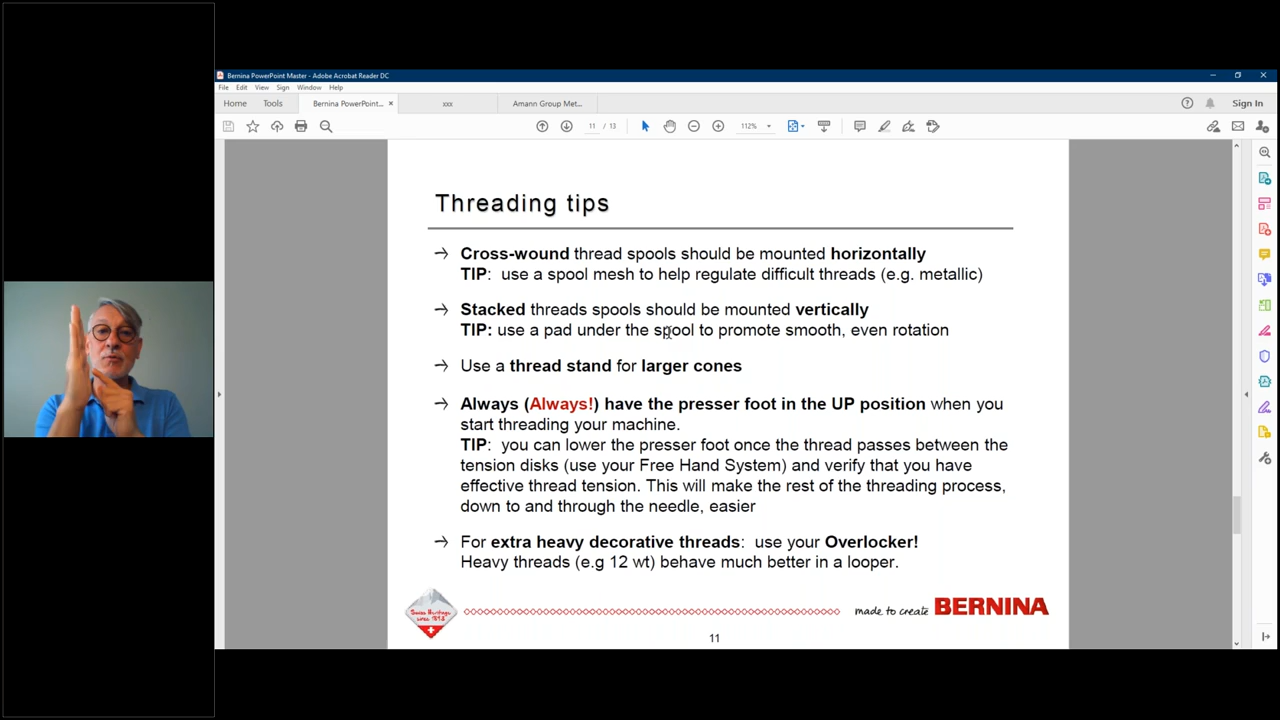 Bernina PowerPoint Master - Adobe Acrobat Reader DC
File Edit View Sign Window Help
Home Tools Bernina PowerPoint... × xxx Amann Group Met... Sign In
11 / 13 112%
Threading tips
→ Cross-wound thread spools should be mounted horizontally
TIP: use a spool mesh to help regulate difficult threads (e.g. metallic)
→ Stacked threads spools should be mounted vertically
TIP: use a pad under the spool to promote smooth, even rotation
→ Use a thread stand for larger cones
→ Always (Always!) have the presser foot in the UP position when you
start threading your machine.
TIP: you can lower the presser foot once the thread passes between the
tension disks (use your Free Hand System) and verify that you have
effective thread tension. This will make the rest of the threading process,
down to and through the needle, easier
→ For extra heavy decorative threads: use your Overlocker!
Heavy threads (e.g 12 wt) behave much better in a looper.
Swiss Heritage
since 1893
made to create BERNINA
11